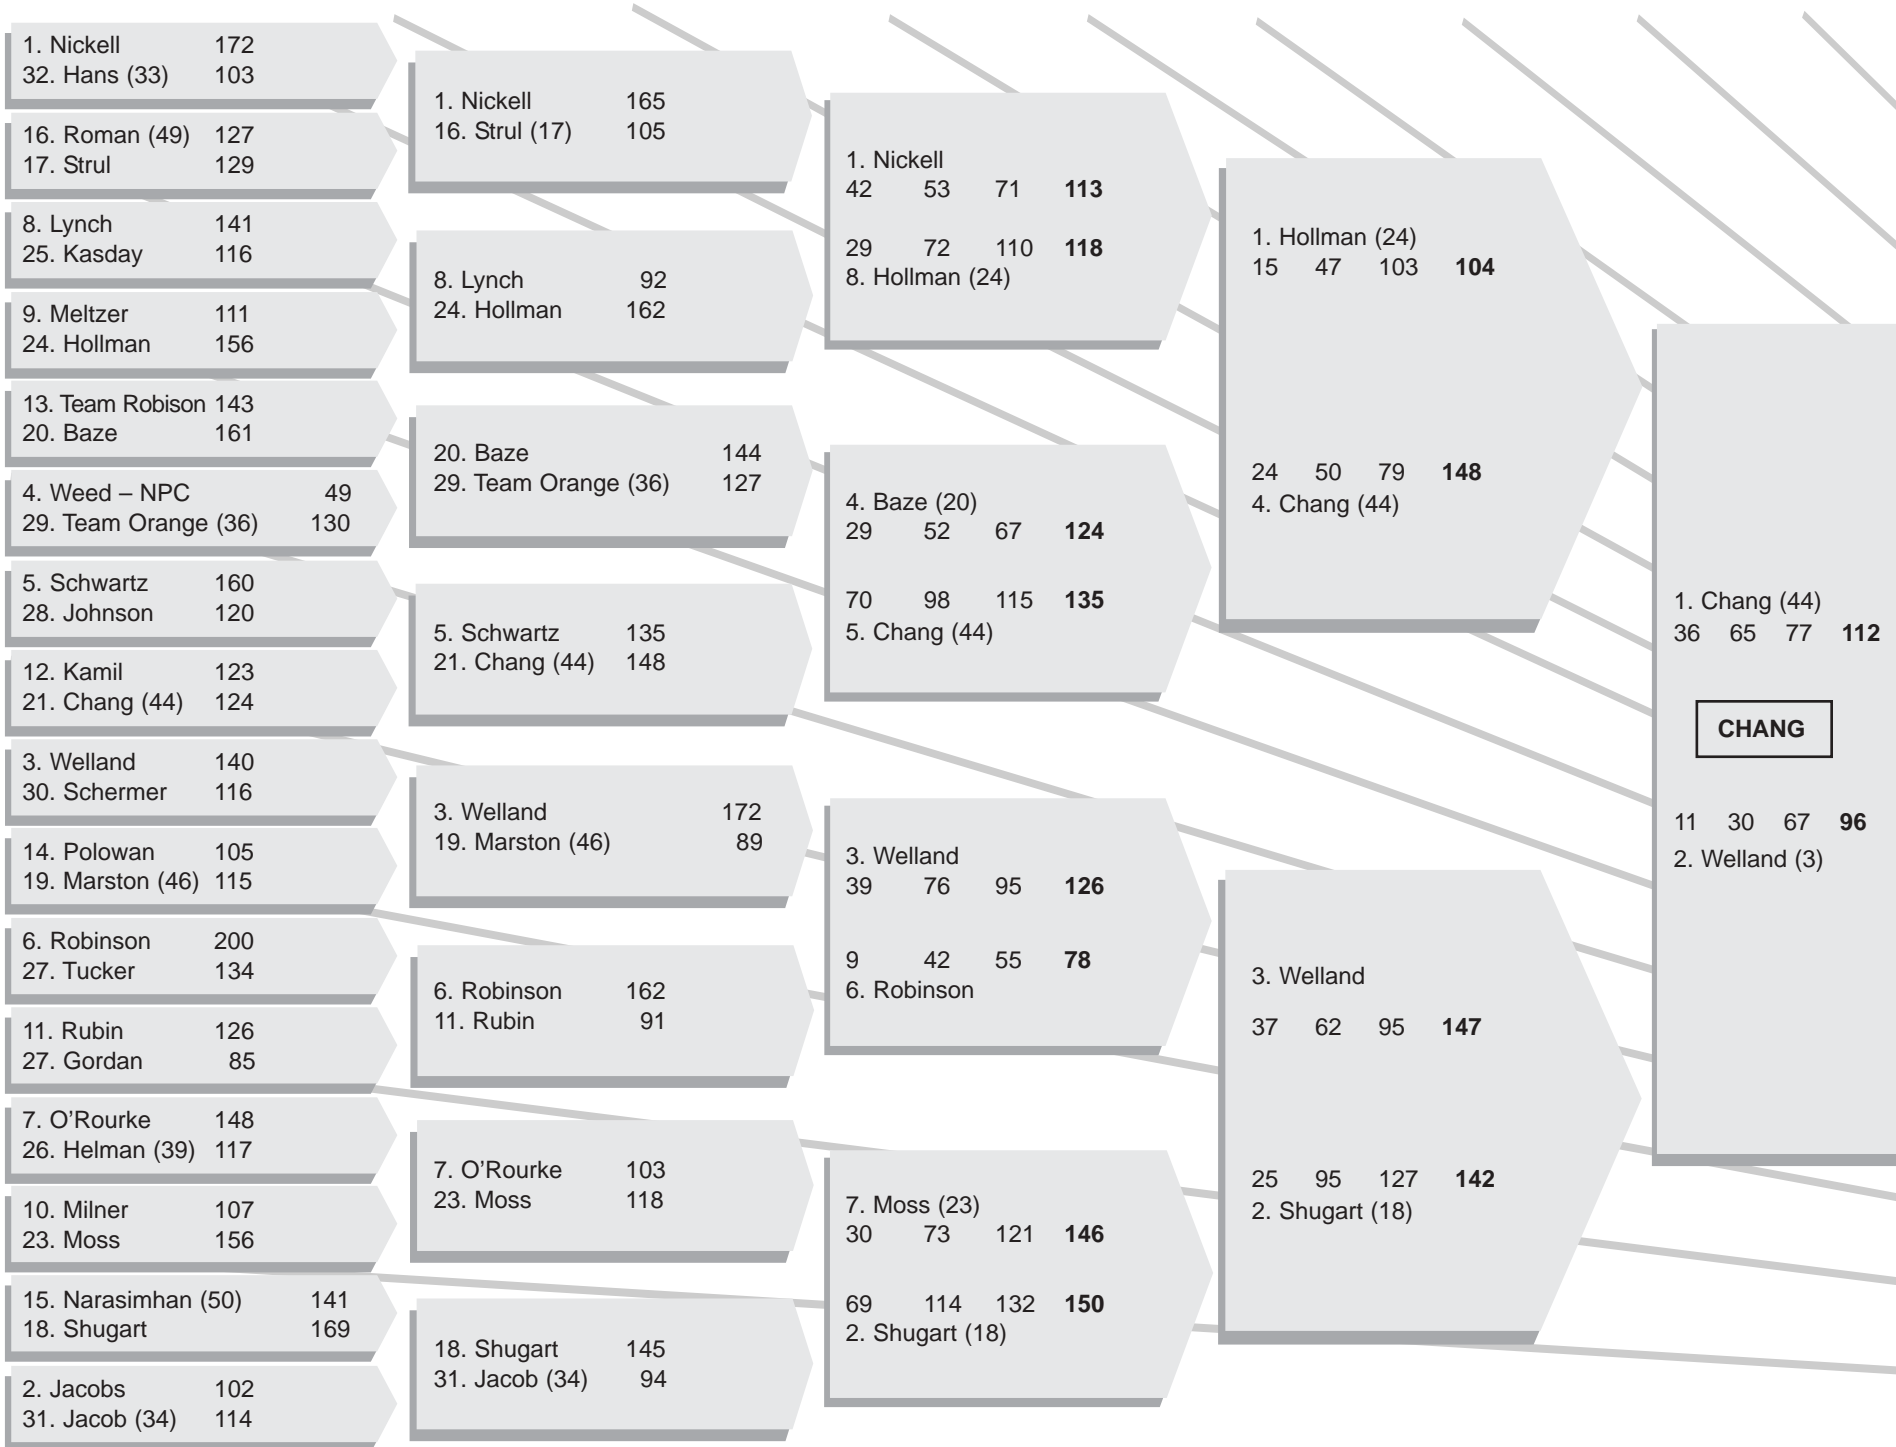 1. Nickell 172
32. Hans (33) 103
16. Roman (49) 127
17. Strul 129
8. Lynch 141
25. Kasday 116
9. Meltzer 111
24. Hollman 156
13. Team Robison 143
20. Baze 161
4. Weed – NPC 49
29. Team Orange (36) 130
5. Schwartz 160
28. Johnson 120
12. Kamil 123
21. Chang (44) 124
3. Welland 140
30. Schermer 116
14. Polowan 105
19. Marston (46) 115
6. Robinson 200
27. Tucker 134
11. Rubin 126
27. Gordan 85
7. O’Rourke 148
26. Helman (39) 117
10. Milner 107
23. Moss 156
15. Narasimhan (50) 141
18. Shugart 169
2. Jacobs 102
31. Jacob (34) 114
1. Nickell 165
16. Strul (17) 105
8. Lynch 92
24. Hollman 162
20. Baze 144
29. Team Orange (36) 127
5. Schwartz 135
21. Chang (44) 148
3. Welland 172
19. Marston (46) 89
6. Robinson 162
11. Rubin 91
7. O’Rourke 103
23. Moss 118
18. Shugart 145
31. Jacob (34) 94
1. Nickell
42 53 71 113
29 72 110 118
8. Hollman (24)
4. Baze (20)
29 52 67 124
70 98 115 135
5. Chang (44)
3. Welland
39 76 95 126
9 42 55 78
6. Robinson
7. Moss (23)
30 73 121 146
69 114 132 150
2. Shugart (18)
1. Hollman (24)
15 47 103 104
24 50 79 148
4. Chang (44)
3. Welland
37 62 95 147
25 95 127 142
2. Shugart (18)
1. Chang (44)
36 65 77 112
CHANG
11 30 67 96
2. Welland (3)